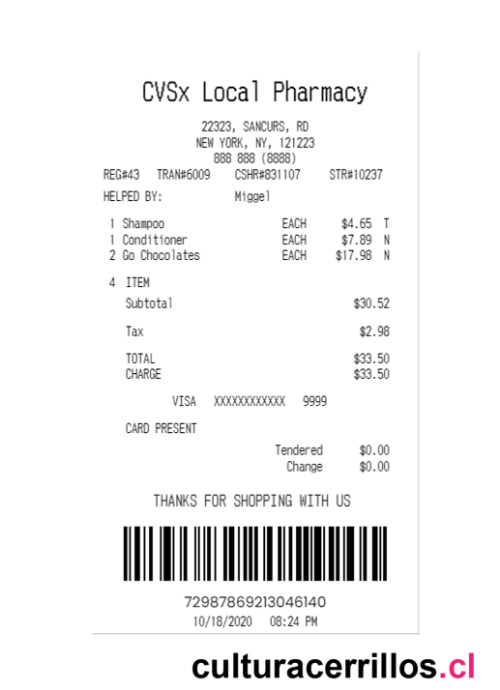 CVSx Local Pharmacy
22323, SANCURS, RD
NEW YORK, NY, 121223
888 888 (8888)
REG#43 TRAN#6009 CSHR#831107 STR#10237
HELPED BY: Miggel
1 Shampoo EACH $4.65 T
1 Conditioner EACH $7.89 N
2 Go Chocolates EACH $17.98 N
4 ITEM
Subtotal $30.52
Tax $2.98
TOTAL $33.50
CHARGE $33.50
VISA XXXXXXXXXXXX 9999
CARD PRESENT
Tendered $0.00
Change $0.00
THANKS FOR SHOPPING WITH US
72987869213046140
10/18/2020 08:24 PM
culturacerrillos.cl